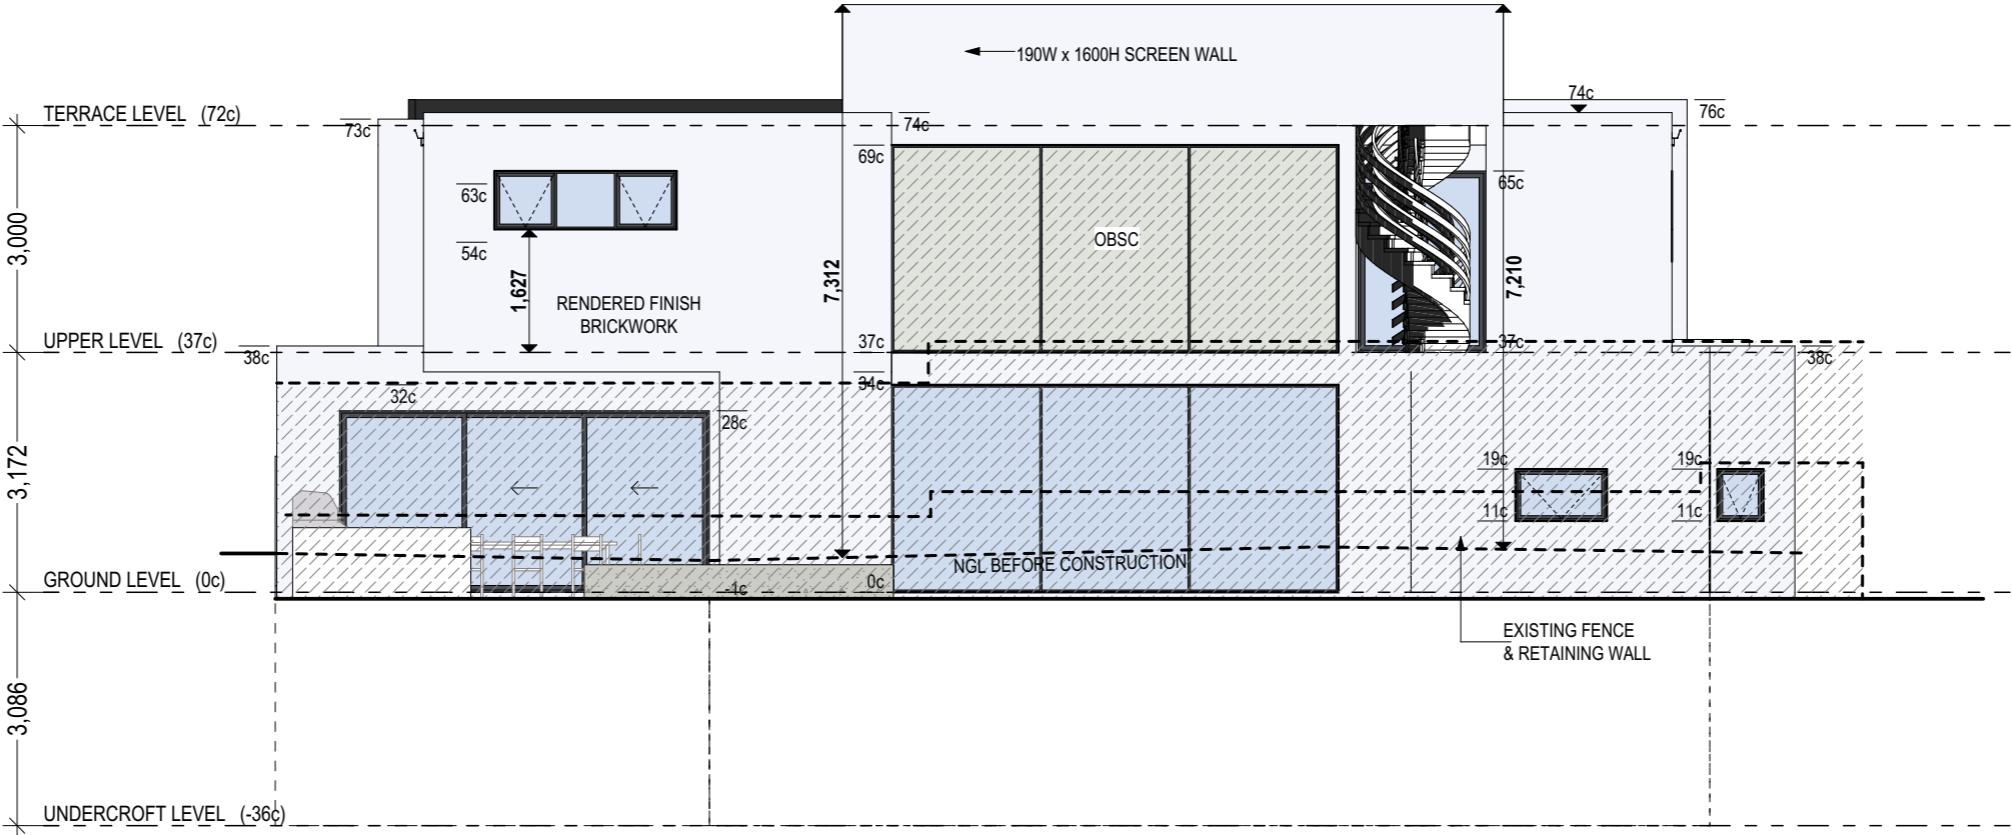 190W x 1600H SCREEN WALL
74c
TERRACE LEVEL (72c)
73c
74c
76c
69c
63c
65c
54c
OBSC
3,000
1,627
7,312
7,210
RENDERED FINISH
BRICKWORK
UPPER LEVEL (37c)
38c
37c
37c
38c
34c
32c
28c
3,172
19c
19c
11c
11c
NGL BEFORE CONSTRUCTION
GROUND LEVEL (0c)
-1c
0c
EXISTING FENCE
& RETAINING WALL
3,086
UNDERCROFT LEVEL (-36c)